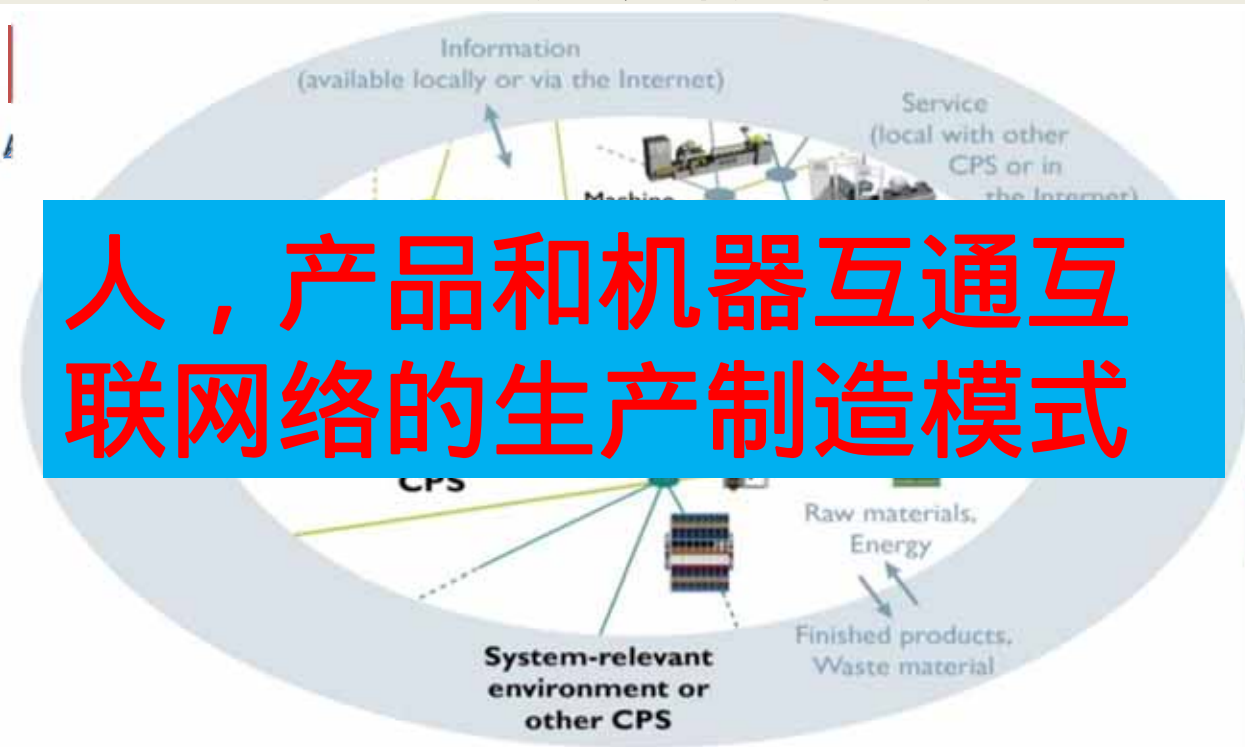 Information
(available locally or via the Internet)
Service
(local with other
CPS or in
the Internet)
Machine
人，产品和机器互通互
联网络的生产制造模式
CPS
Raw materials,
Energy
Finished products,
Waste material
System-relevant
environment or
other CPS